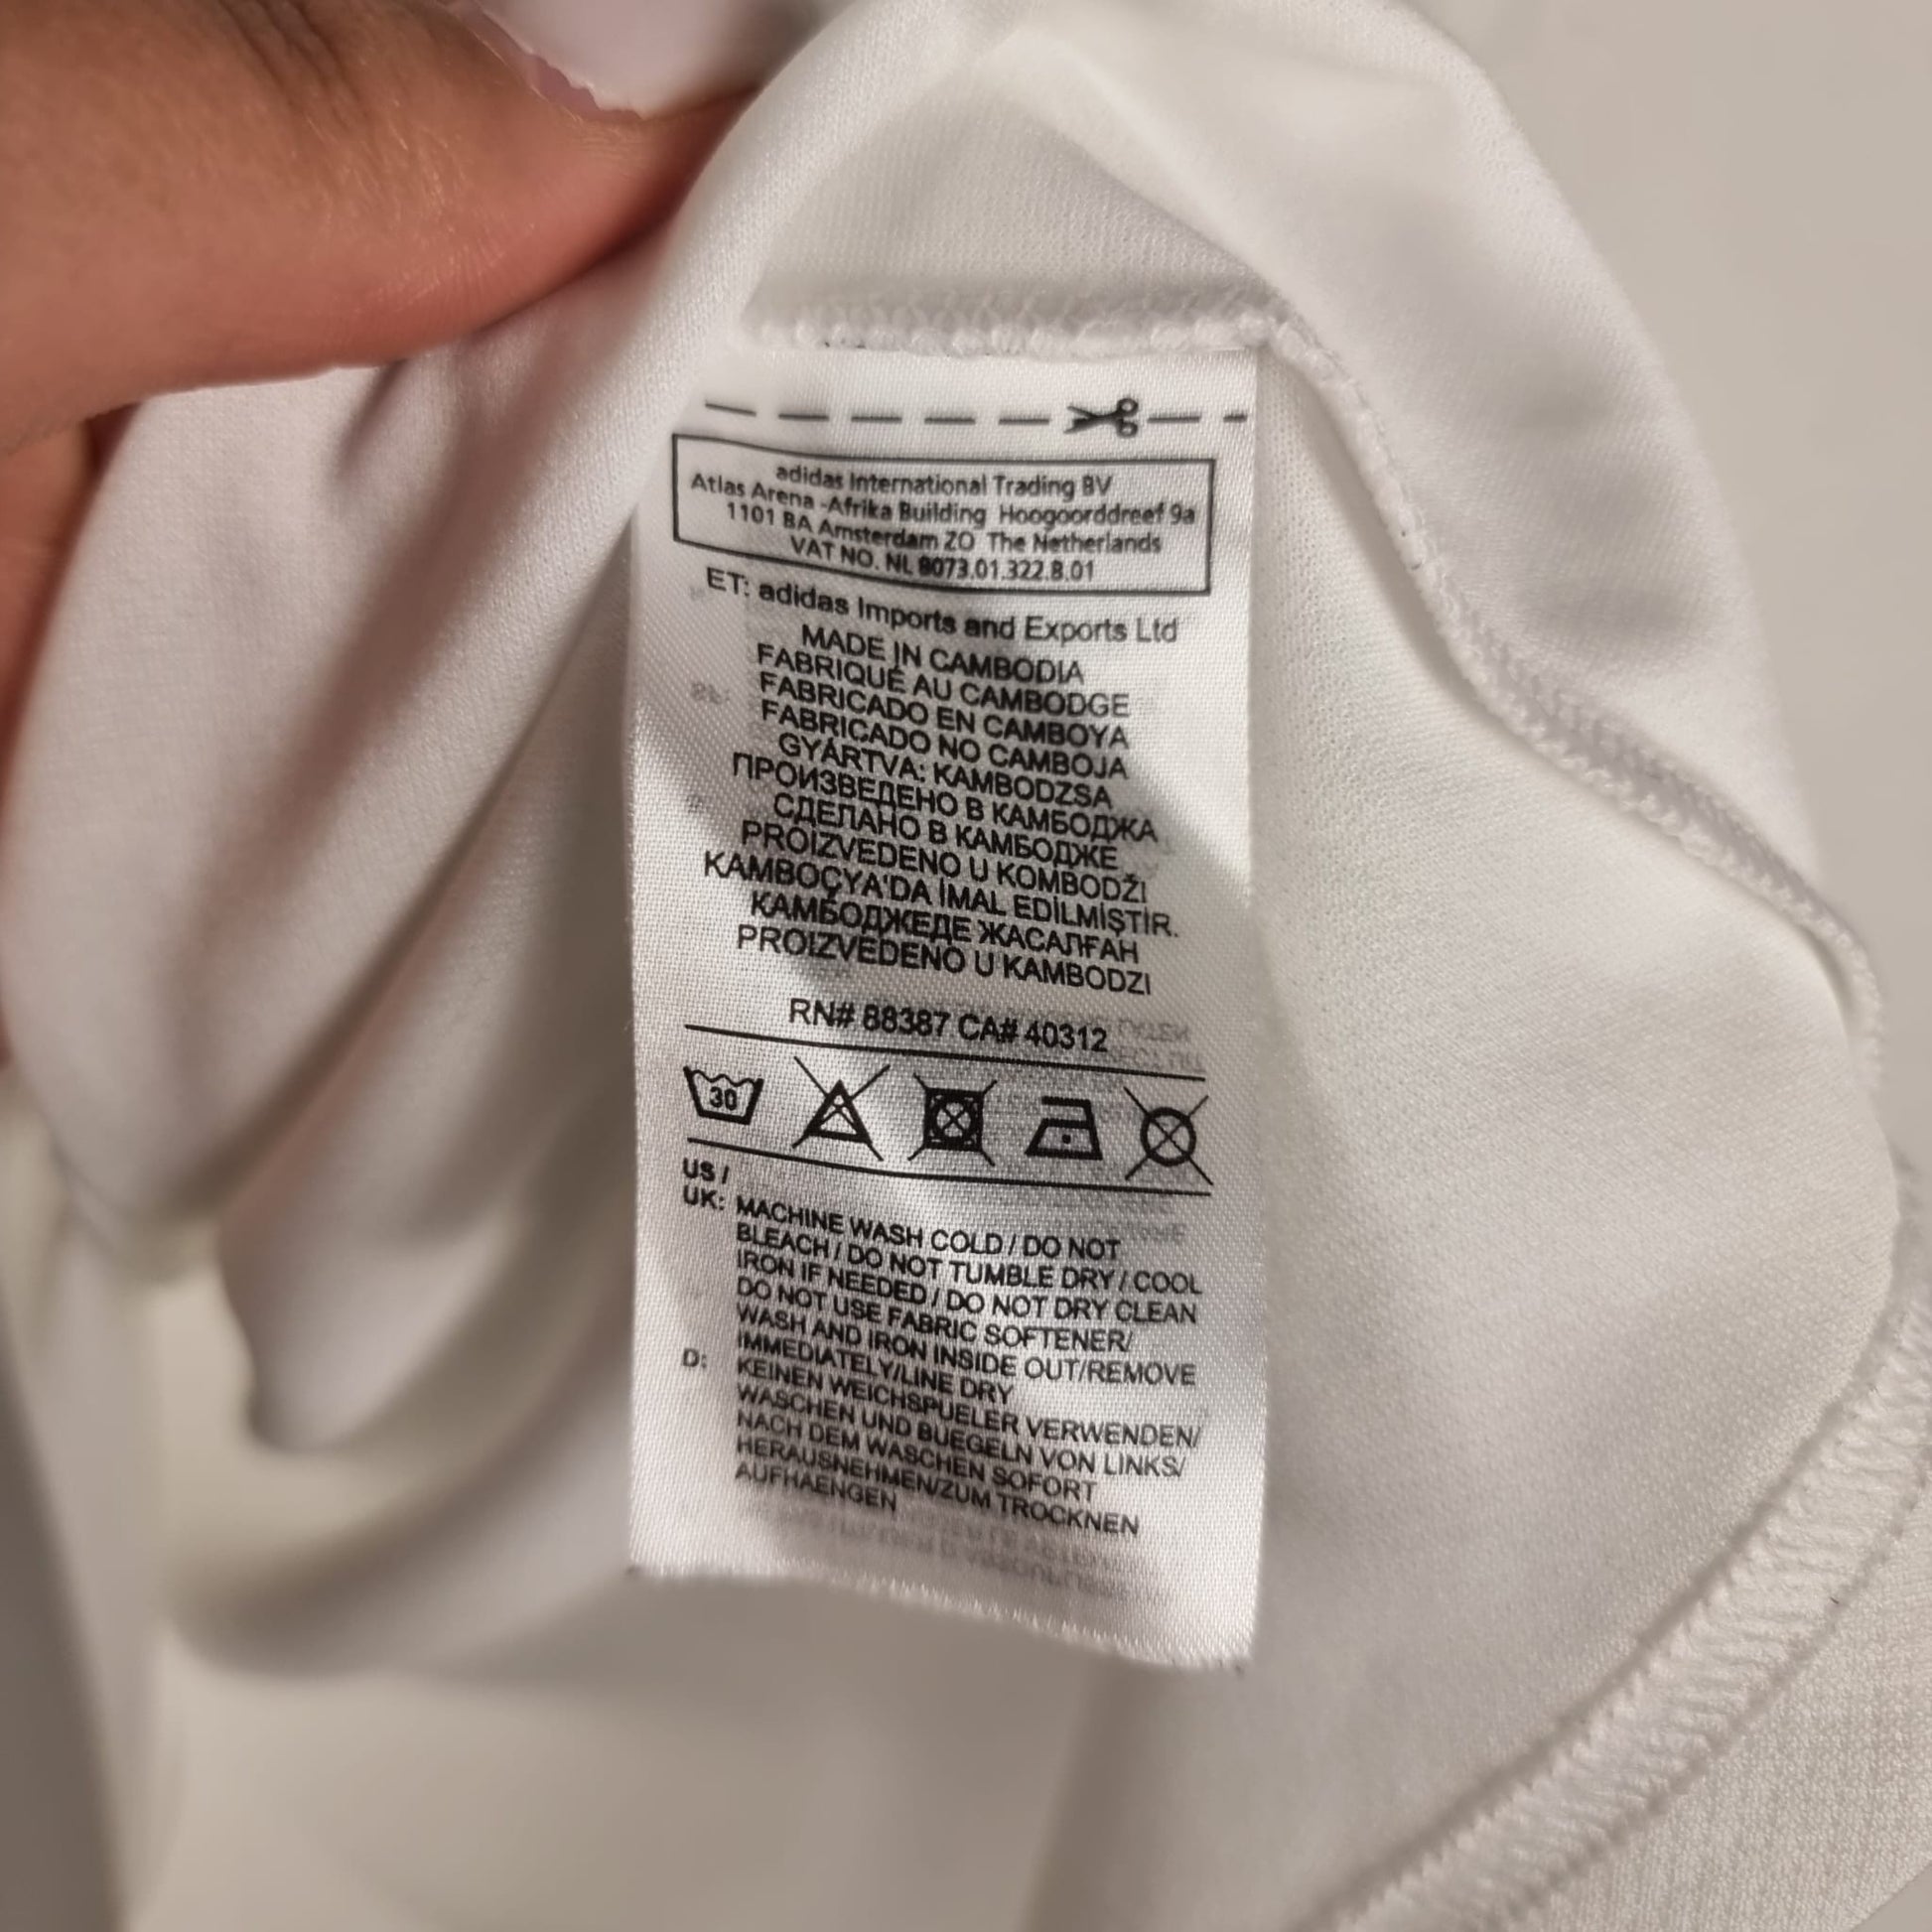 adidas International Trading BV
Atlas Arena -Afrika Building Hoogoorddreef 9a
1101 BA Amsterdam ZO The Netherlands
VAT NO. NL 8073.01.322.B.01
ET: adidas Imports and Exports Ltd
MADE IN CAMBODIA
FABRIQUÉ AU CAMBODGE
FABRICADO EN CAMBOYA
FABRICADO NO CAMBOJA
GYÁRTVA: KAMBODZSA
ПРОИЗВЕДЕНО В КАМБОДЖА
СДЕЛАНО В КАМБОДЖЕ
PROIZVEDENO U KOMBODŽI
KAMBOÇYA'DA İMAL EDİLMİŞTİR.
КАМБОДЖЕДЕ ЖАСАЛҒАН
PROIZVEDENO U KAMBODZI
RN# 88387 CA# 40312
30
US /
UK: MACHINE WASH COLD / DO NOT
BLEACH / DO NOT TUMBLE DRY / COOL
IRON IF NEEDED / DO NOT DRY CLEAN
DO NOT USE FABRIC SOFTENER/
WASH AND IRON INSIDE OUT/REMOVE
IMMEDIATELY/LINE DRY
D: KEINEN WEICHSPUELER VERWENDEN/
WASCHEN UND BUEGELN VON LINKS/
NACH DEM WASCHEN SOFORT
HERAUSNEHMEN/ZUM TROCKNEN
AUFHAENGEN